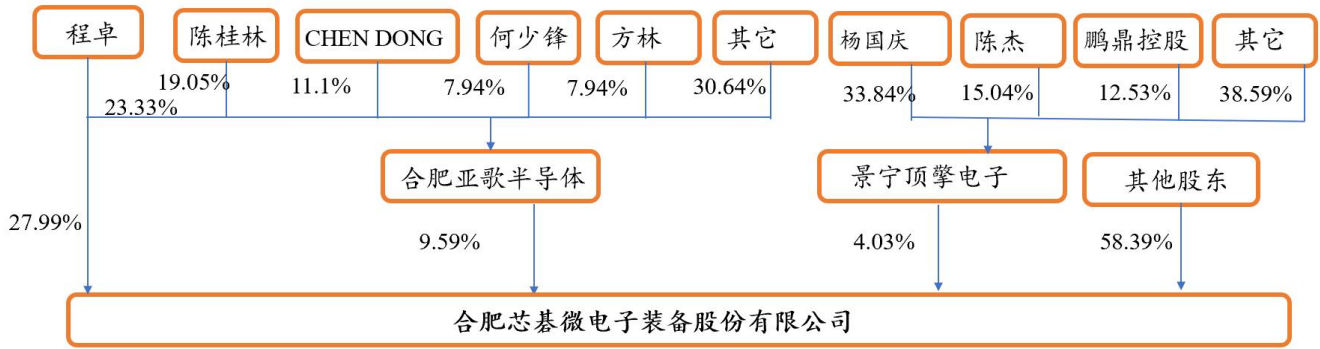 程卓
陈桂林
CHEN DONG
何少锋
方林
其它
杨国庆
陈杰
鹏鼎控股
其它
19.05%
11.1%
7.94%
7.94%
30.64%
33.84%
15.04%
12.53%
38.59%
23.33%
合肥亚歌半导体
景宁顶擎电子
其他股东
27.99%
9.59%
4.03%
58.39%
合肥芯碁微电子装备股份有限公司